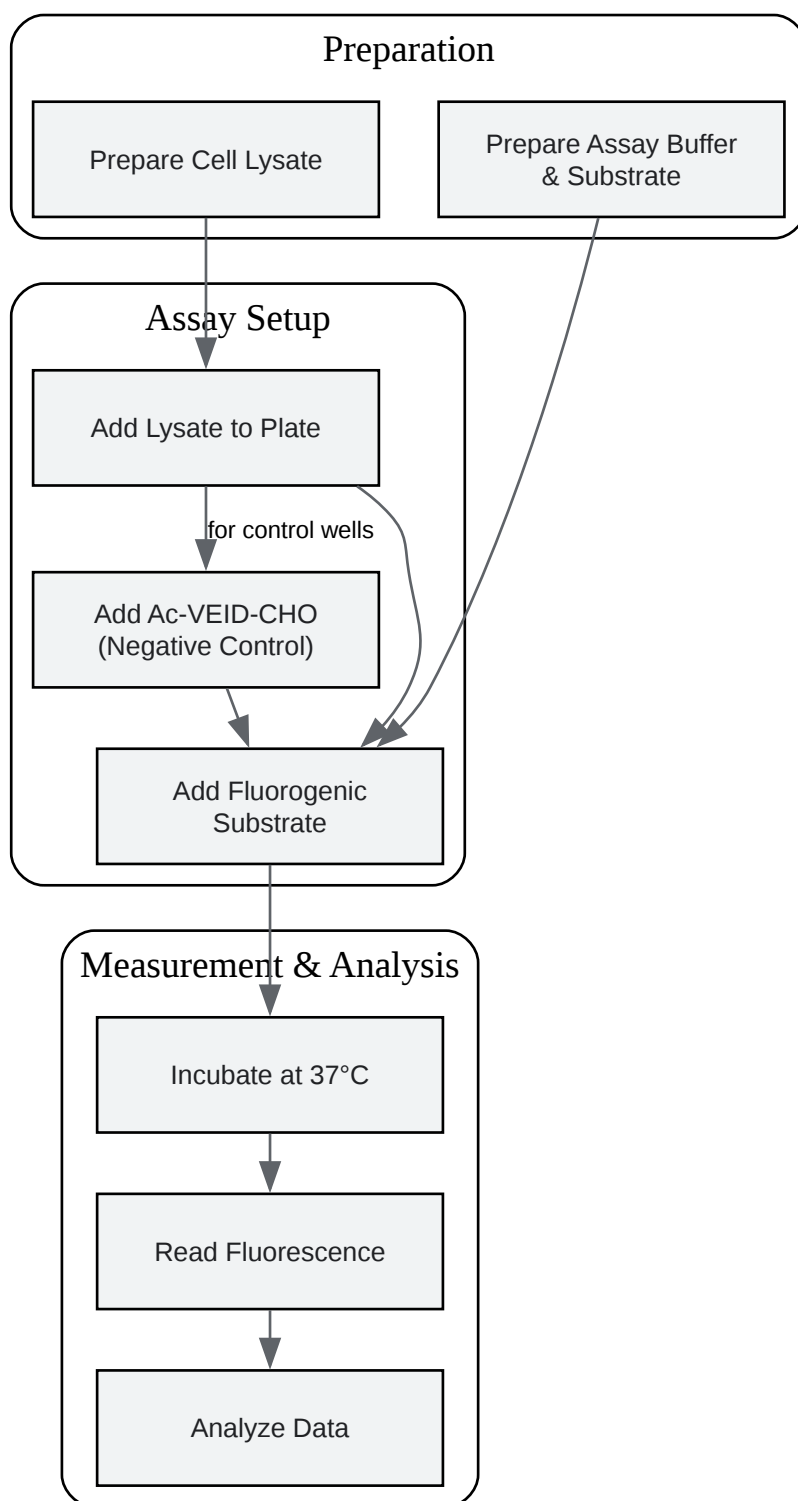 Preparation
Prepare Cell Lysate
Prepare Assay Buffer
& Substrate
Assay Setup
Add Lysate to Plate
for control wells
Add Ac-VEID-CHO
(Negative Control)
Add Fluorogenic
Substrate
Measurement & Analysis
Incubate at 37°C
Read Fluorescence
Analyze Data